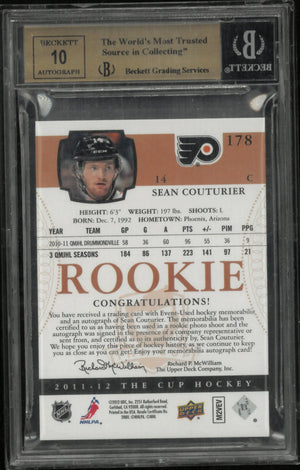 BECKETT
10
AUTOGRAPH
The World's Most Trusted
Source in Collecting™
Beckett Grading Services
B
BECKETT
178
14 C
SEAN COUTURIER
HEIGHT: 6'3" WEIGHT: 197 lbs. SHOOTS: L
BORN: Dec. 7, 1992 HOMETOWN: Phoenix, Arizona
YEAR TEAM GP G A PTS +/- PIM PPG
2010-11 QMJHL DRUMMONDVILLE 58 36 60 96 55 36 9
3 QMJHL SEASONS 184 86 137 223 141 97 21
ROOKIE
CONGRATULATIONS!
You have received a trading card with Event-Used hockey memorabilia
and an autograph of Sean Couturier. The memorabilia has been
certified to us as having been used in a rookie photo shoot and the
autograph was signed in the presence of a company representative
or sent from, and certified as to its authenticity by, Sean Couturier.
We hope you enjoy this piece of hockey history, as we continue to keep
you as close as you can get! Enjoy your memorabilia autograph card!
Richard P. McWilliam
The Upper Deck Company, Inc.
2011-12 THE CUP HOCKEY
NHL
NHLPA
UPPER DECK
M2VEV
B